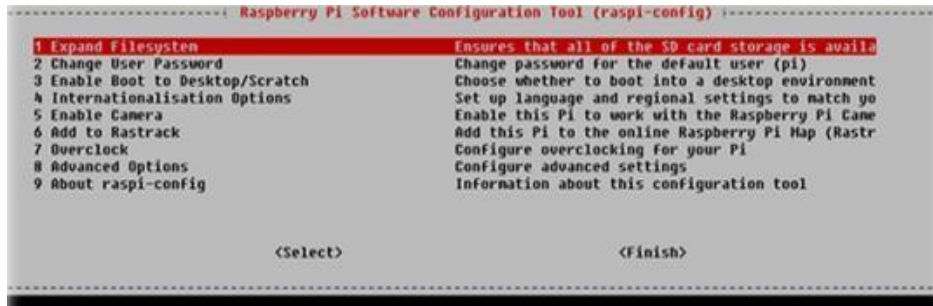 Raspberry Pi Software Configuration Tool (raspi-config)
1 Expand Filesystem Ensures that all of the SD card storage is availa
2 Change User Password Change password for the default user (pi)
3 Enable Boot to Desktop/Scratch Choose whether to boot into a desktop environment
4 Internationalisation Options Set up language and regional settings to match yo
5 Enable Camera Enable this Pi to work with the Raspberry Pi Came
6 Add to Rastrack Add this Pi to the online Raspberry Pi Map (Rastr
7 Overclock Configure overclocking for your Pi
8 Advanced Options Configure advanced settings
9 About raspi-config Information about this configuration tool
<Select> <Finish>